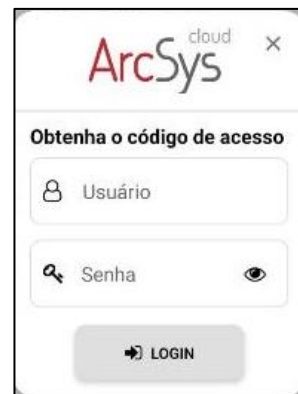 cloud
ArcSys
Obtenha o código de acesso
Usuário
Senha
LOGIN